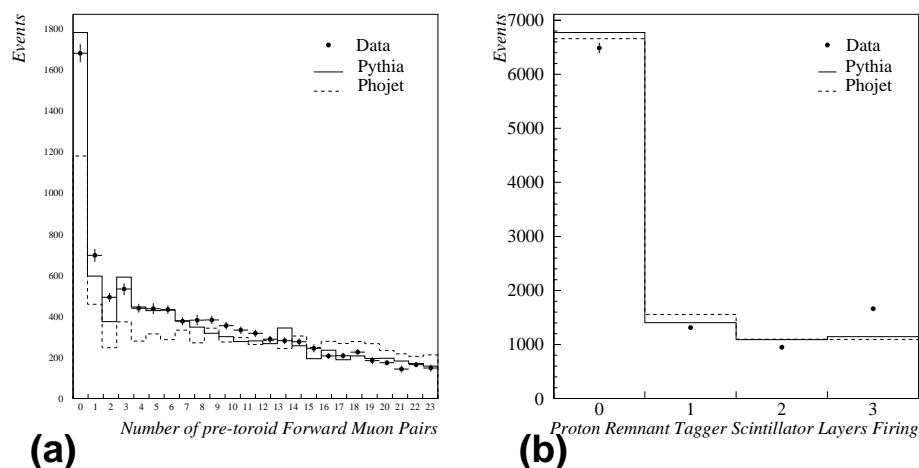 Events
1800
1600
1400
1200
1000
800
600
400
200
0
Data
Pythia
Phojet
0 1 2 3 4 5 6 7 8 9 10 11 12 13 14 15 16 17 18 19 20 21 22 23
Number of pre-toroid Forward Muon Pairs
(a)
Events
7000
6000
5000
4000
3000
2000
1000
0
Data
Pythia
Phojet
0 1 2 3
Proton Remnant Tagger Scintillator Layers Firing
(b)